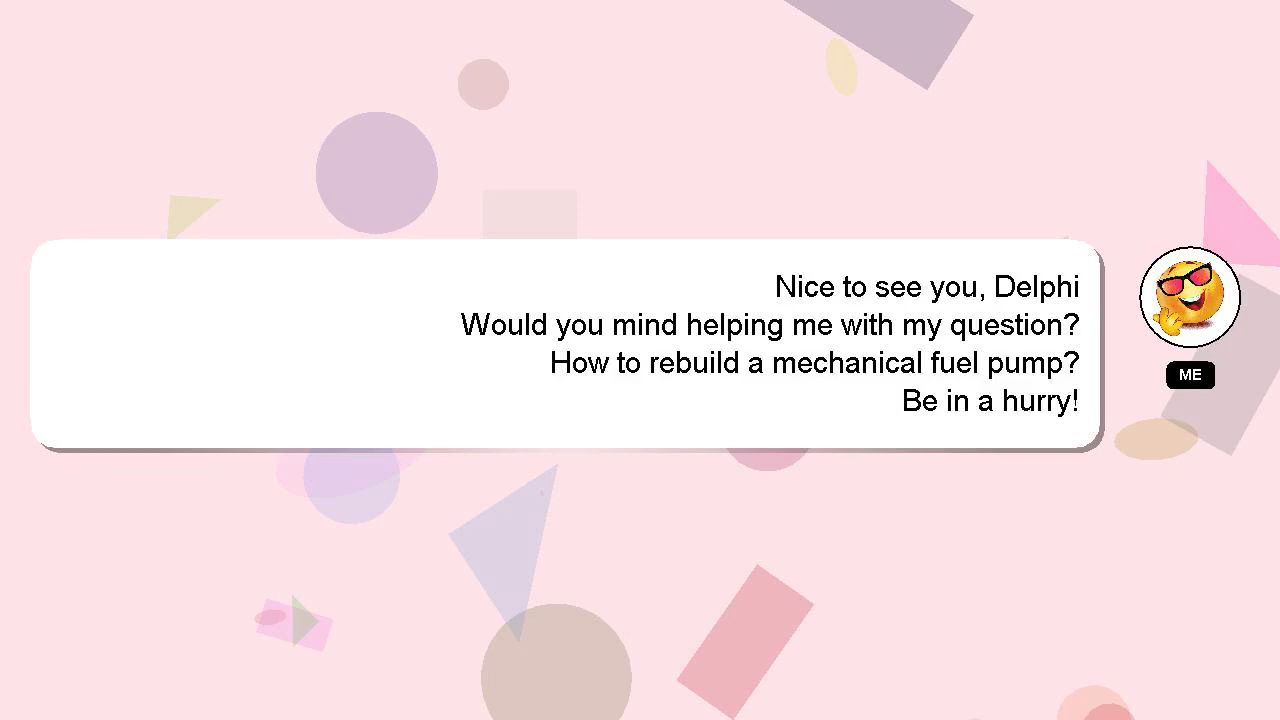 Nice to see you, Delphi
Would you mind helping me with my question?
How to rebuild a mechanical fuel pump?
Be in a hurry!
ME